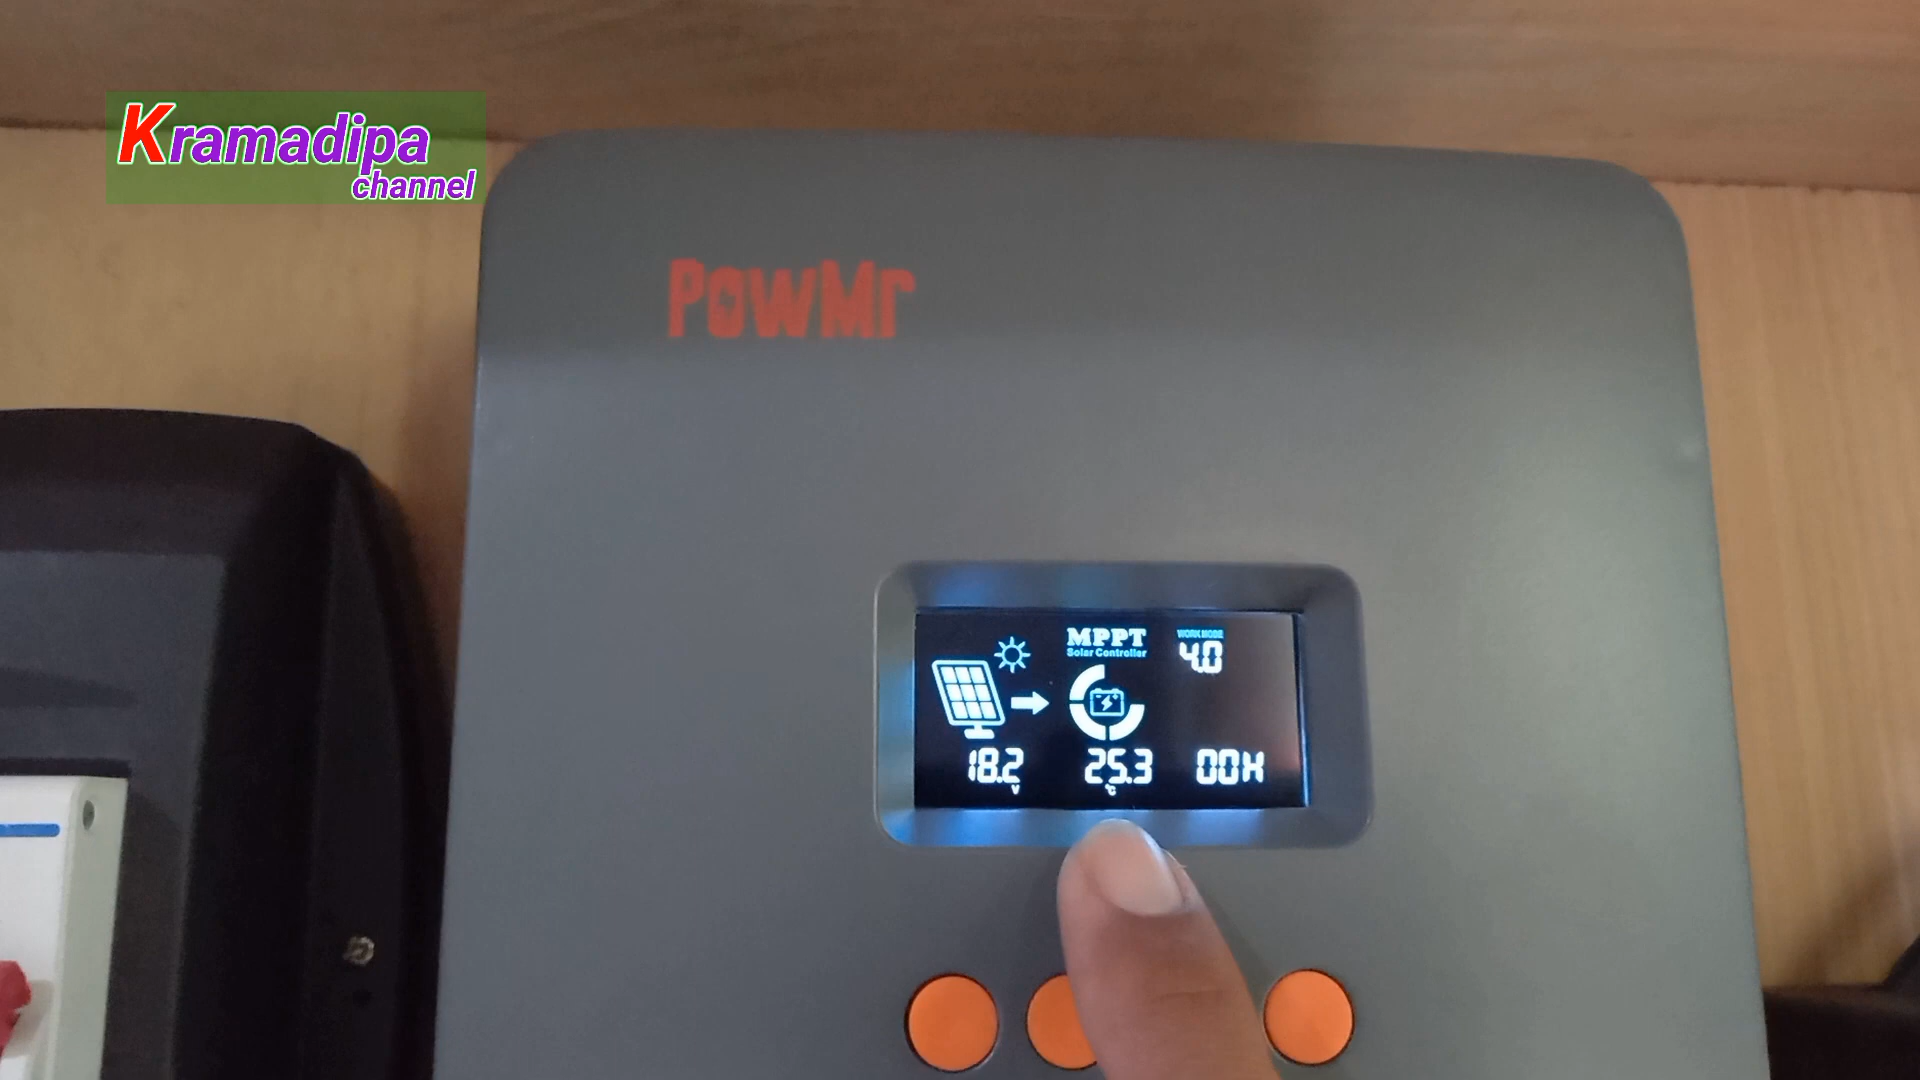 Kramadipa
channel
PowMr
MPPT
Solar Controller
WORK MODE
4.0
18.2
V
25.3
°C
00H